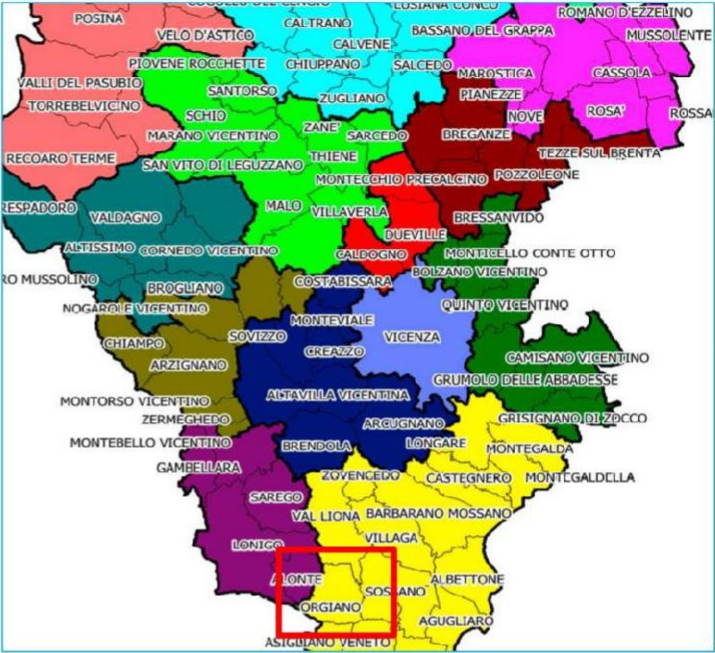 LUSIANA CONCO
ROMANO D'EZZELINO
POSINA
CALTRANO
BASSANO DEL GRAPPA
VELO D'ASTICO
MUSSOLENTE
CALVENE
PIOVENE ROCCHETTE
CHIUPPANO
SALCEDO
MAROSTICA
CASSOLA
VALLI DEL PASUBIO
SANTORSO
PIANEZZE
TORREBELVICINO
ZUGLIANO
SCHIO
NOVE
ROSA'
ROSSA
ZANE'
MARANO VICENTINO
SARCEDO
BREGANZE
RECOARO TERME
THIENE
TEZZE SUL BRENTA
SAN VITO DI LEGUZZANO
MONTECCHIO PRECALCINO
POZZOLEONE
MALO
VILLAVERLA
RESPADORO
VALDAGNO
BRESSANVIDO
DUEVILLE
ALTISSIMO
CORNEDO VICENTINO
CALDOGNO
MONTICELLO CONTE OTTO
BOLZANO VICENTINO
RO MUSSOLINO
BROGLIANO
COSTABISSARA
NOGAROLE VICENTINO
QUINTO VICENTINO
MONTEVIALE
CHIAMPO
SOVIZZO
VICENZA
CREAZZO
ARZIGNANO
CAMISANO VICENTINO
GRUMOLO DELLE ABBADESSE
ALTAVILLA VICENTINA
MONTORSO VICENTINO
ZERMEGHEDO
ARCUGNANO
GRISIGNANO DI ZOCCO
MONTEBELLO VICENTINO
BRENDOLA
LONGARE
MONTEGALDA
GAMBELLARA
ZOVENCEDO
CASTEGNERO
MONTEGALDELLA
SAREGO
VAL LIONA
BARBARANO MOSSANO
LONIGO
VILLAGA
ALONTE
SOSSANO
ALBETTONE
ORGIANO
AGUGLIARO
ASIGLIANO VENETO